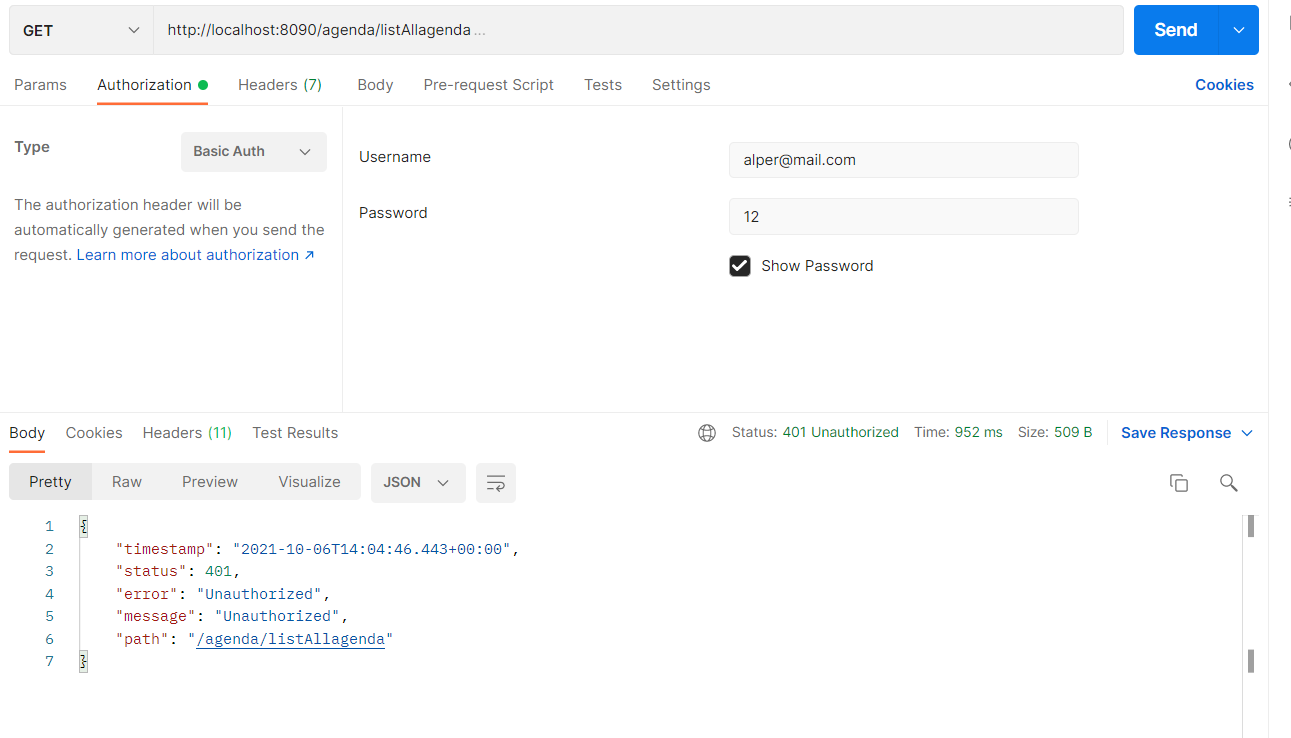 GET http://localhost:8090/agenda/listAllagenda ... Send
Params Authorization Headers (7) Body Pre-request Script Tests Settings Cookies
Type Basic Auth
The authorization header will be
automatically generated when you send the
request. Learn more about authorization ↗
Username alper@mail.com
Password 12
Show Password
Body Cookies Headers (11) Test Results Status: 401 Unauthorized Time: 952 ms Size: 509 B Save Response
Pretty Raw Preview Visualize JSON
1 {
2 "timestamp": "2021-10-06T14:04:46.443+00:00",
3 "status": 401,
4 "error": "Unauthorized",
5 "message": "Unauthorized",
6 "path": "/agenda/listAllagenda"
7 }